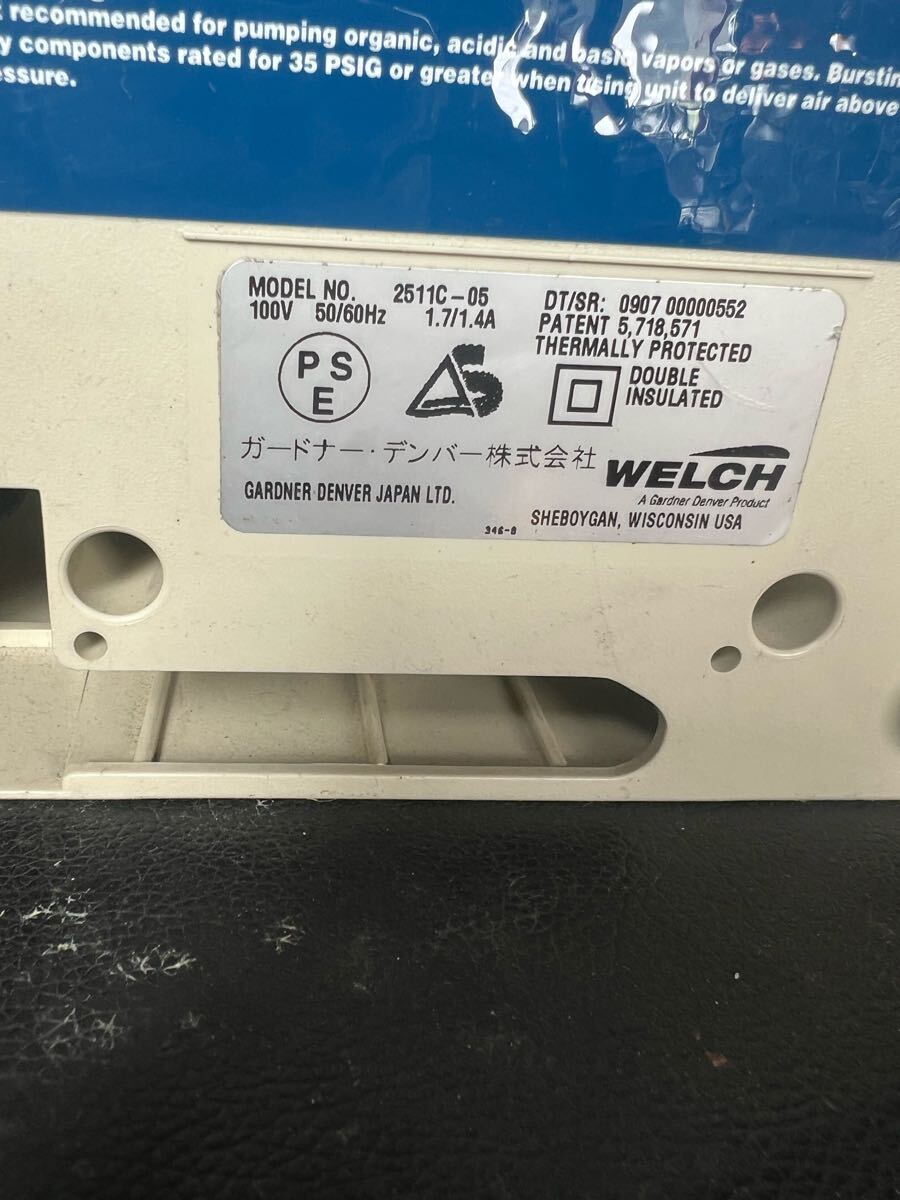 recommended for pumping organic, acidic and basic vapors or gases. Burstin
y components rated for 35 PSIG or greater when using unit to deliver air above
essure.
MODEL NO. 2511C-05
100V 50/60Hz 1.7/1.4A
DT/SR: 0907 00000552
PATENT 5,718,571
THERMALLY PROTECTED
PS
E
S
DOUBLE
INSULATED
ガードナー・デンバー株式会社
GARDNER DENVER JAPAN LTD.
WELCH
A Gardner Denver Product
SHEBOYGAN, WISCONSIN USA
346-8